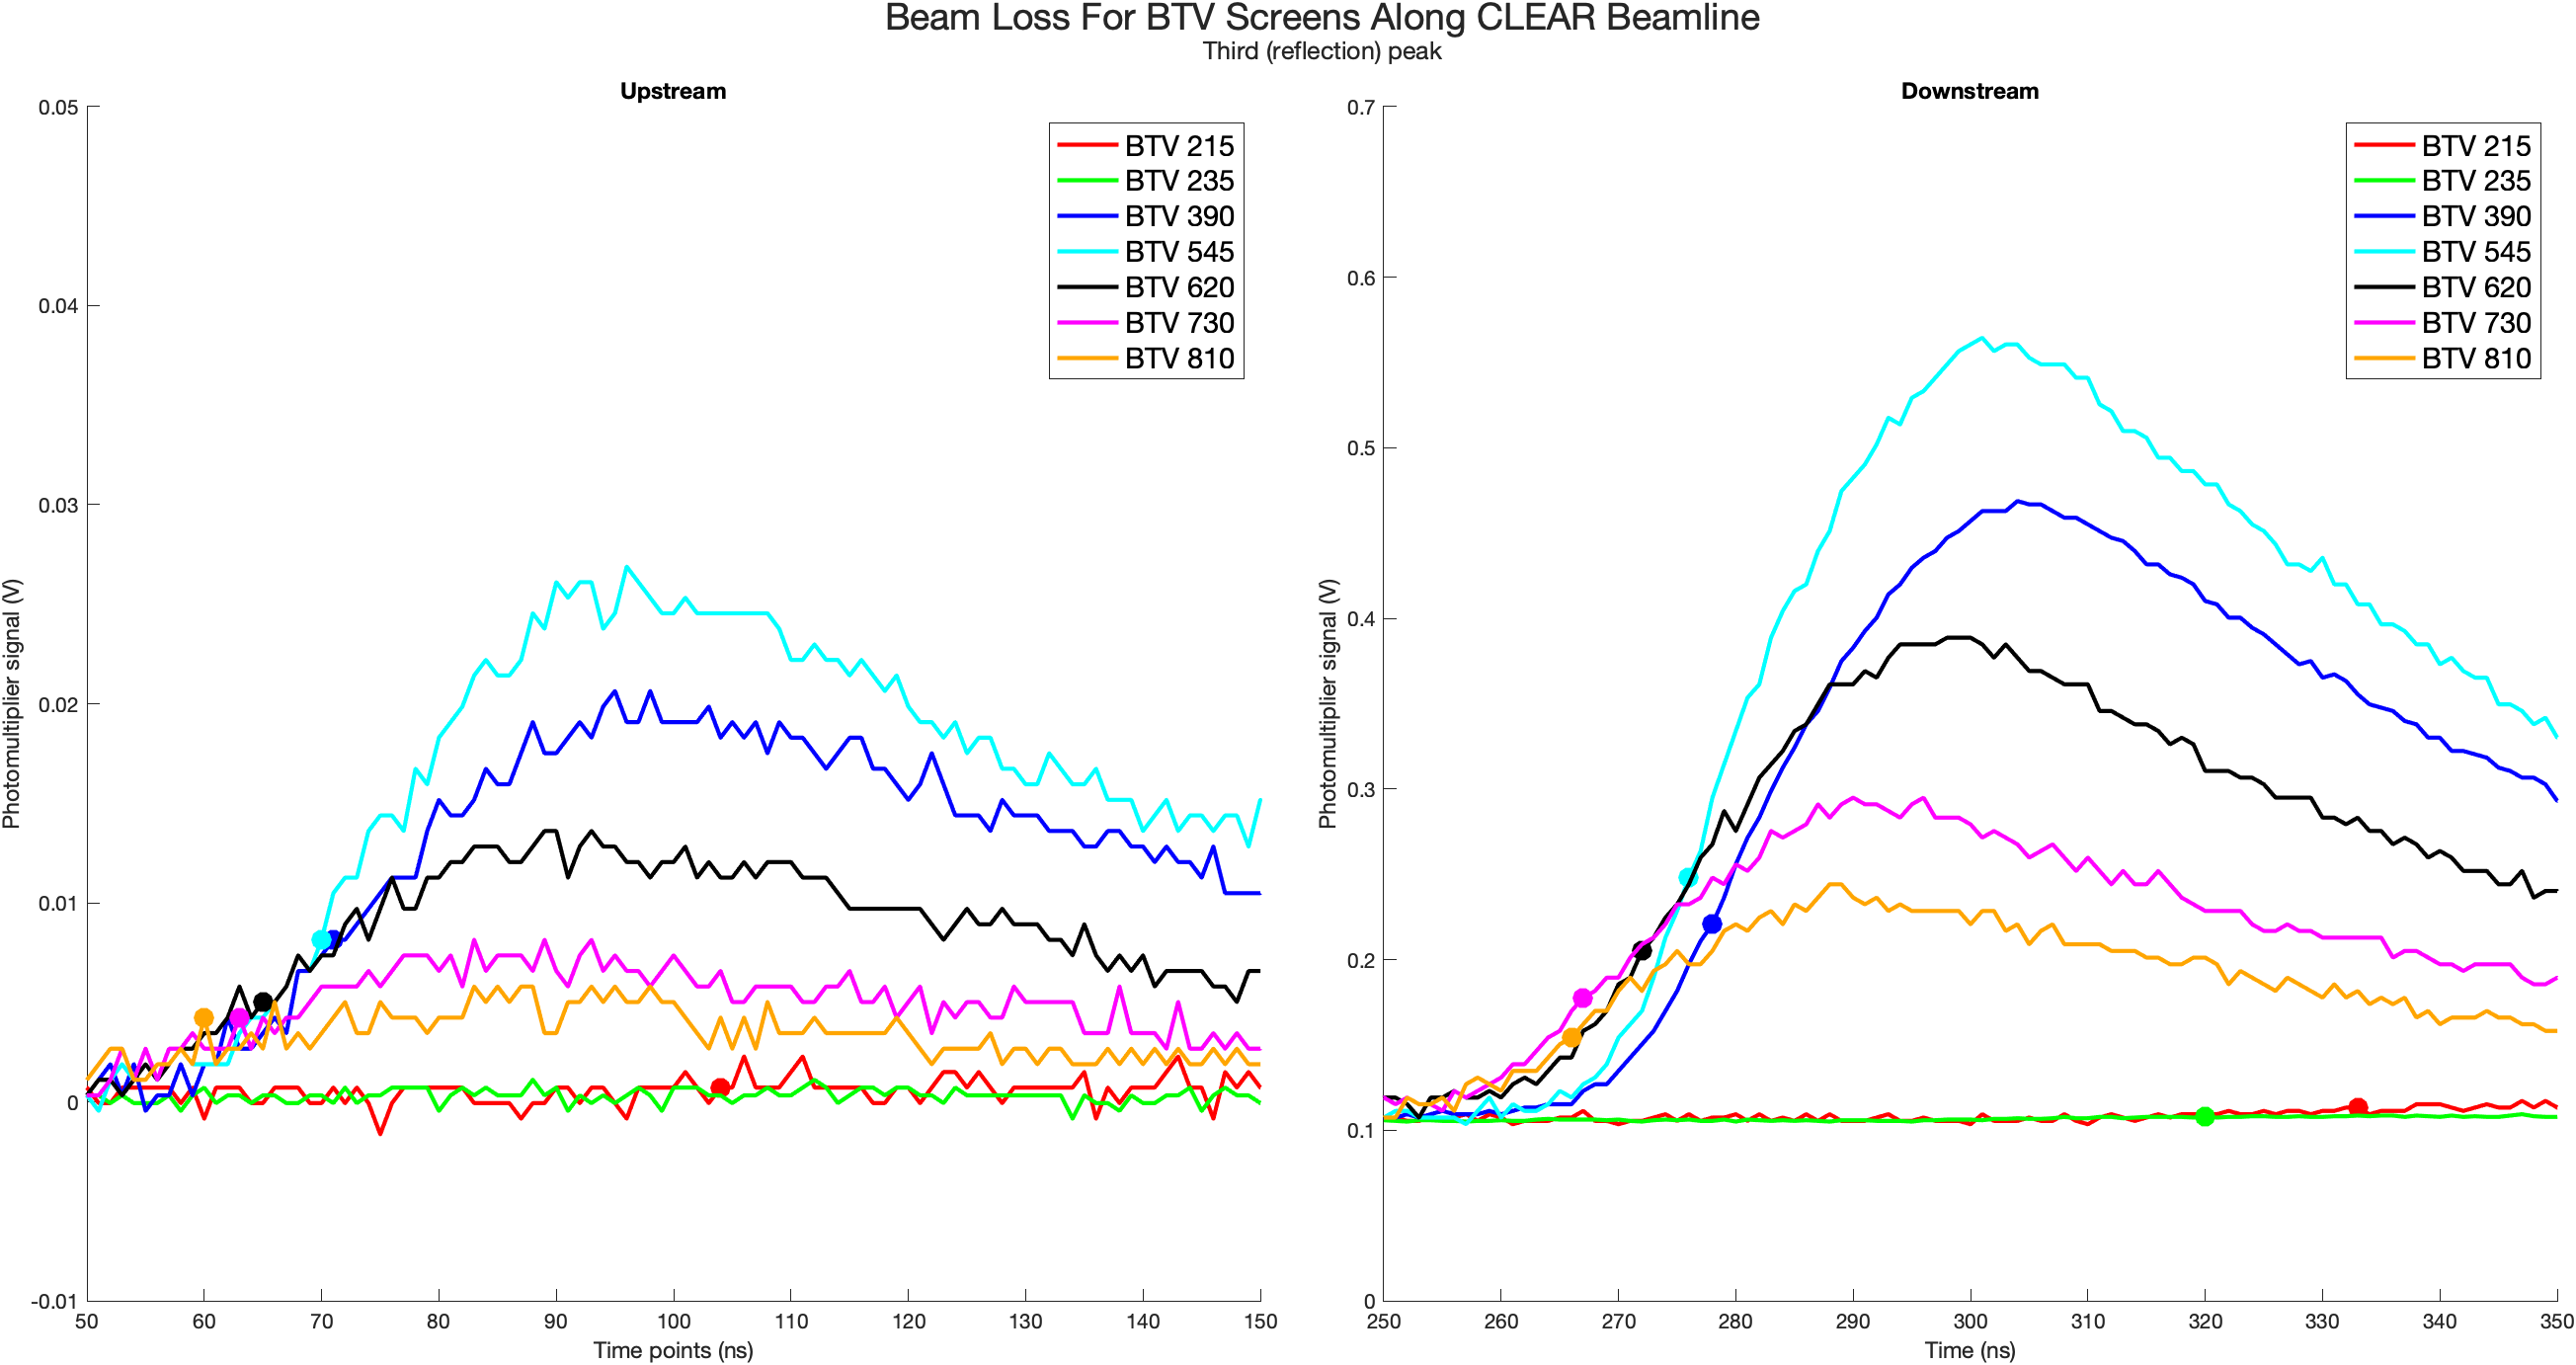 Beam Loss For BTV Screens Along CLEAR Beamline
Third (reflection) peak
Upstream
0.05
0.04
0.03
0.02
0.01
0
-0.01
Photomultiplier signal (V)
50 60 70 80 90 100 110 120 130 140 150
Time points (ns)
BTV 215
BTV 235
BTV 390
BTV 545
BTV 620
BTV 730
BTV 810
Downstream
0.7
0.6
0.5
0.4
0.3
0.2
0.1
0
Photomultiplier signal (V)
250 260 270 280 290 300 310 320 330 340 350
Time (ns)
BTV 215
BTV 235
BTV 390
BTV 545
BTV 620
BTV 730
BTV 810